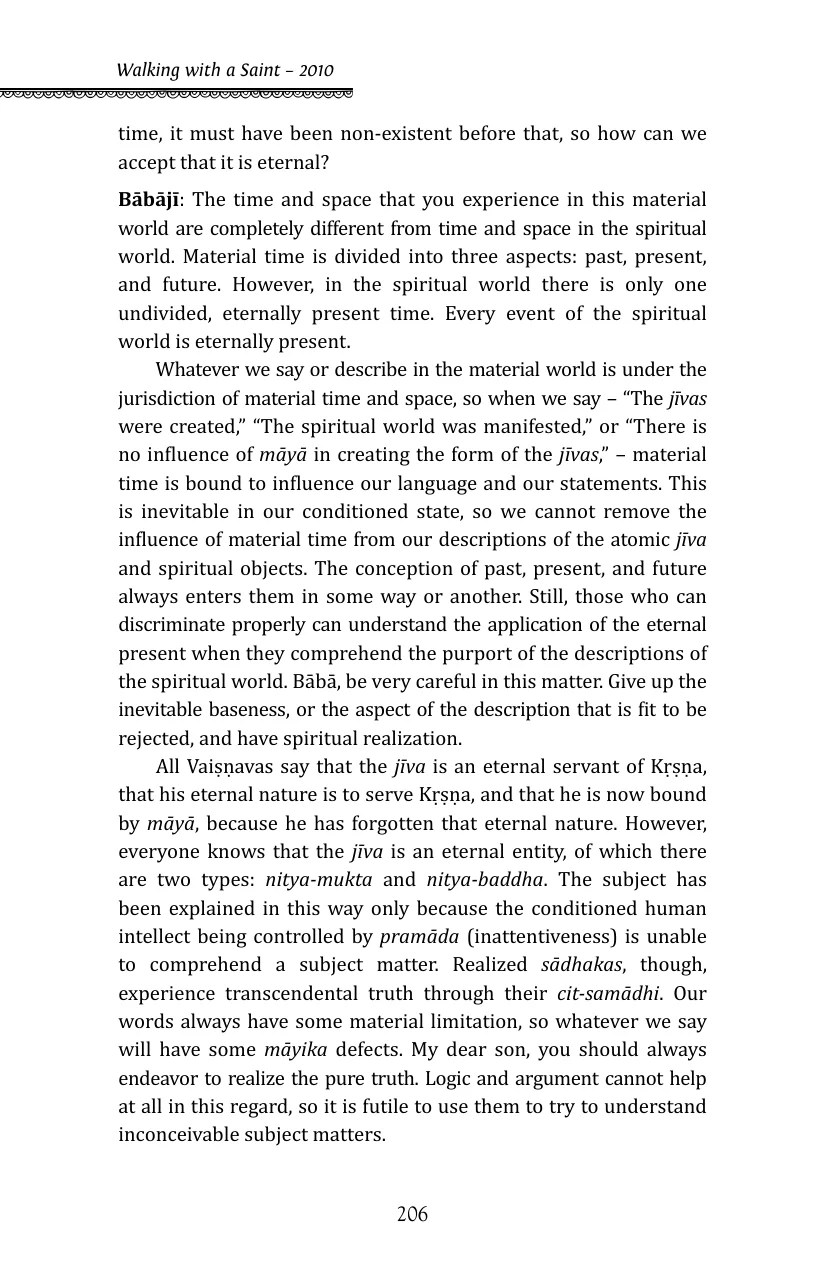 Walking with a Saint – 2010
time, it must have been non-existent before that, so how can we
accept that it is eternal?
Bābājī: The time and space that you experience in this material
world are completely different from time and space in the spiritual
world. Material time is divided into three aspects: past, present,
and future. However, in the spiritual world there is only one
undivided, eternally present time. Every event of the spiritual
world is eternally present.
Whatever we say or describe in the material world is under the
jurisdiction of material time and space, so when we say – “The jīvas
were created,” “The spiritual world was manifested,” or “There is
no influence of māyā in creating the form of the jīvas,” – material
time is bound to influence our language and our statements. This
is inevitable in our conditioned state, so we cannot remove the
influence of material time from our descriptions of the atomic jīva
and spiritual objects. The conception of past, present, and future
always enters them in some way or another. Still, those who can
discriminate properly can understand the application of the eternal
present when they comprehend the purport of the descriptions of
the spiritual world. Bābā, be very careful in this matter. Give up the
inevitable baseness, or the aspect of the description that is fit to be
rejected, and have spiritual realization.
All Vaiṣṇavas say that the jīva is an eternal servant of Kṛṣṇa,
that his eternal nature is to serve Kṛṣṇa, and that he is now bound
by māyā, because he has forgotten that eternal nature. However,
everyone knows that the jīva is an eternal entity, of which there
are two types: nitya-mukta and nitya-baddha. The subject has
been explained in this way only because the conditioned human
intellect being controlled by pramāda (inattentiveness) is unable
to comprehend a subject matter. Realized sādhakas, though,
experience transcendental truth through their cit-samādhi. Our
words always have some material limitation, so whatever we say
will have some māyika defects. My dear son, you should always
endeavor to realize the pure truth. Logic and argument cannot help
at all in this regard, so it is futile to use them to try to understand
inconceivable subject matters.
206